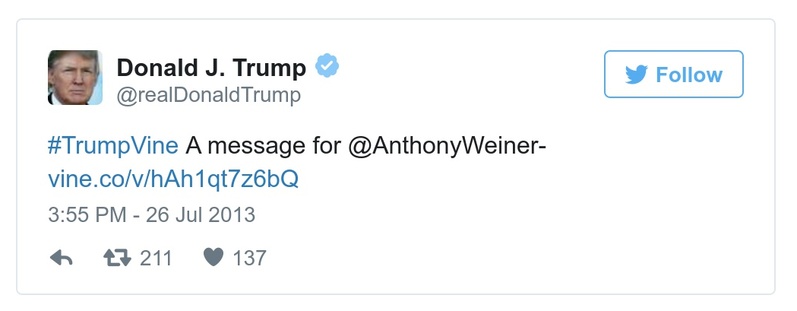 Donald J. Trump
@realDonaldTrump
Follow
#TrumpVine A message for @AnthonyWeiner-
vine.co/v/hAh1qt7z6bQ
3:55 PM - 26 Jul 2013
211 137